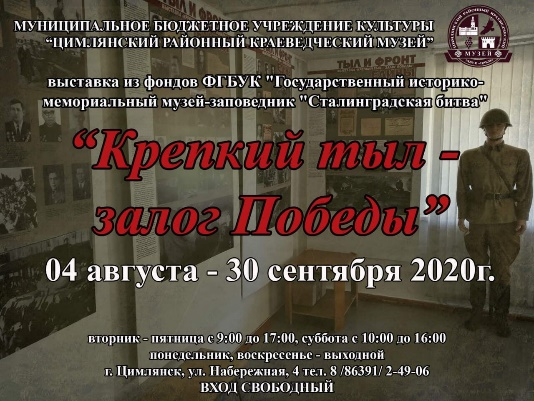 МУНИЦИПАЛЬНОЕ БЮДЖЕТНОЕ УЧРЕЖДЕНИЕ КУЛЬТУРЫ
“ЦИМЛЯНСКИЙ РАЙОННЫЙ КРАЕВЕДЧЕСКИЙ МУЗЕЙ”
МУЗЕЙ
выставка из фондов ФГБУК "Государственный историко-
мемориальный музей-заповедник "Сталинградская битва"
ТЫЛ И ФРОНТ
“Крепкий тыл -
залог Победы”
04 августа - 30 сентября 2020г.
вторник - пятница с 9:00 до 17:00, суббота с 10:00 до 16:00
понедельник, воскресенье - выходной
г. Цимлянск, ул. Набережная, 4 тел. 8 /86391/ 2-49-06
ВХОД СВОБОДНЫЙ